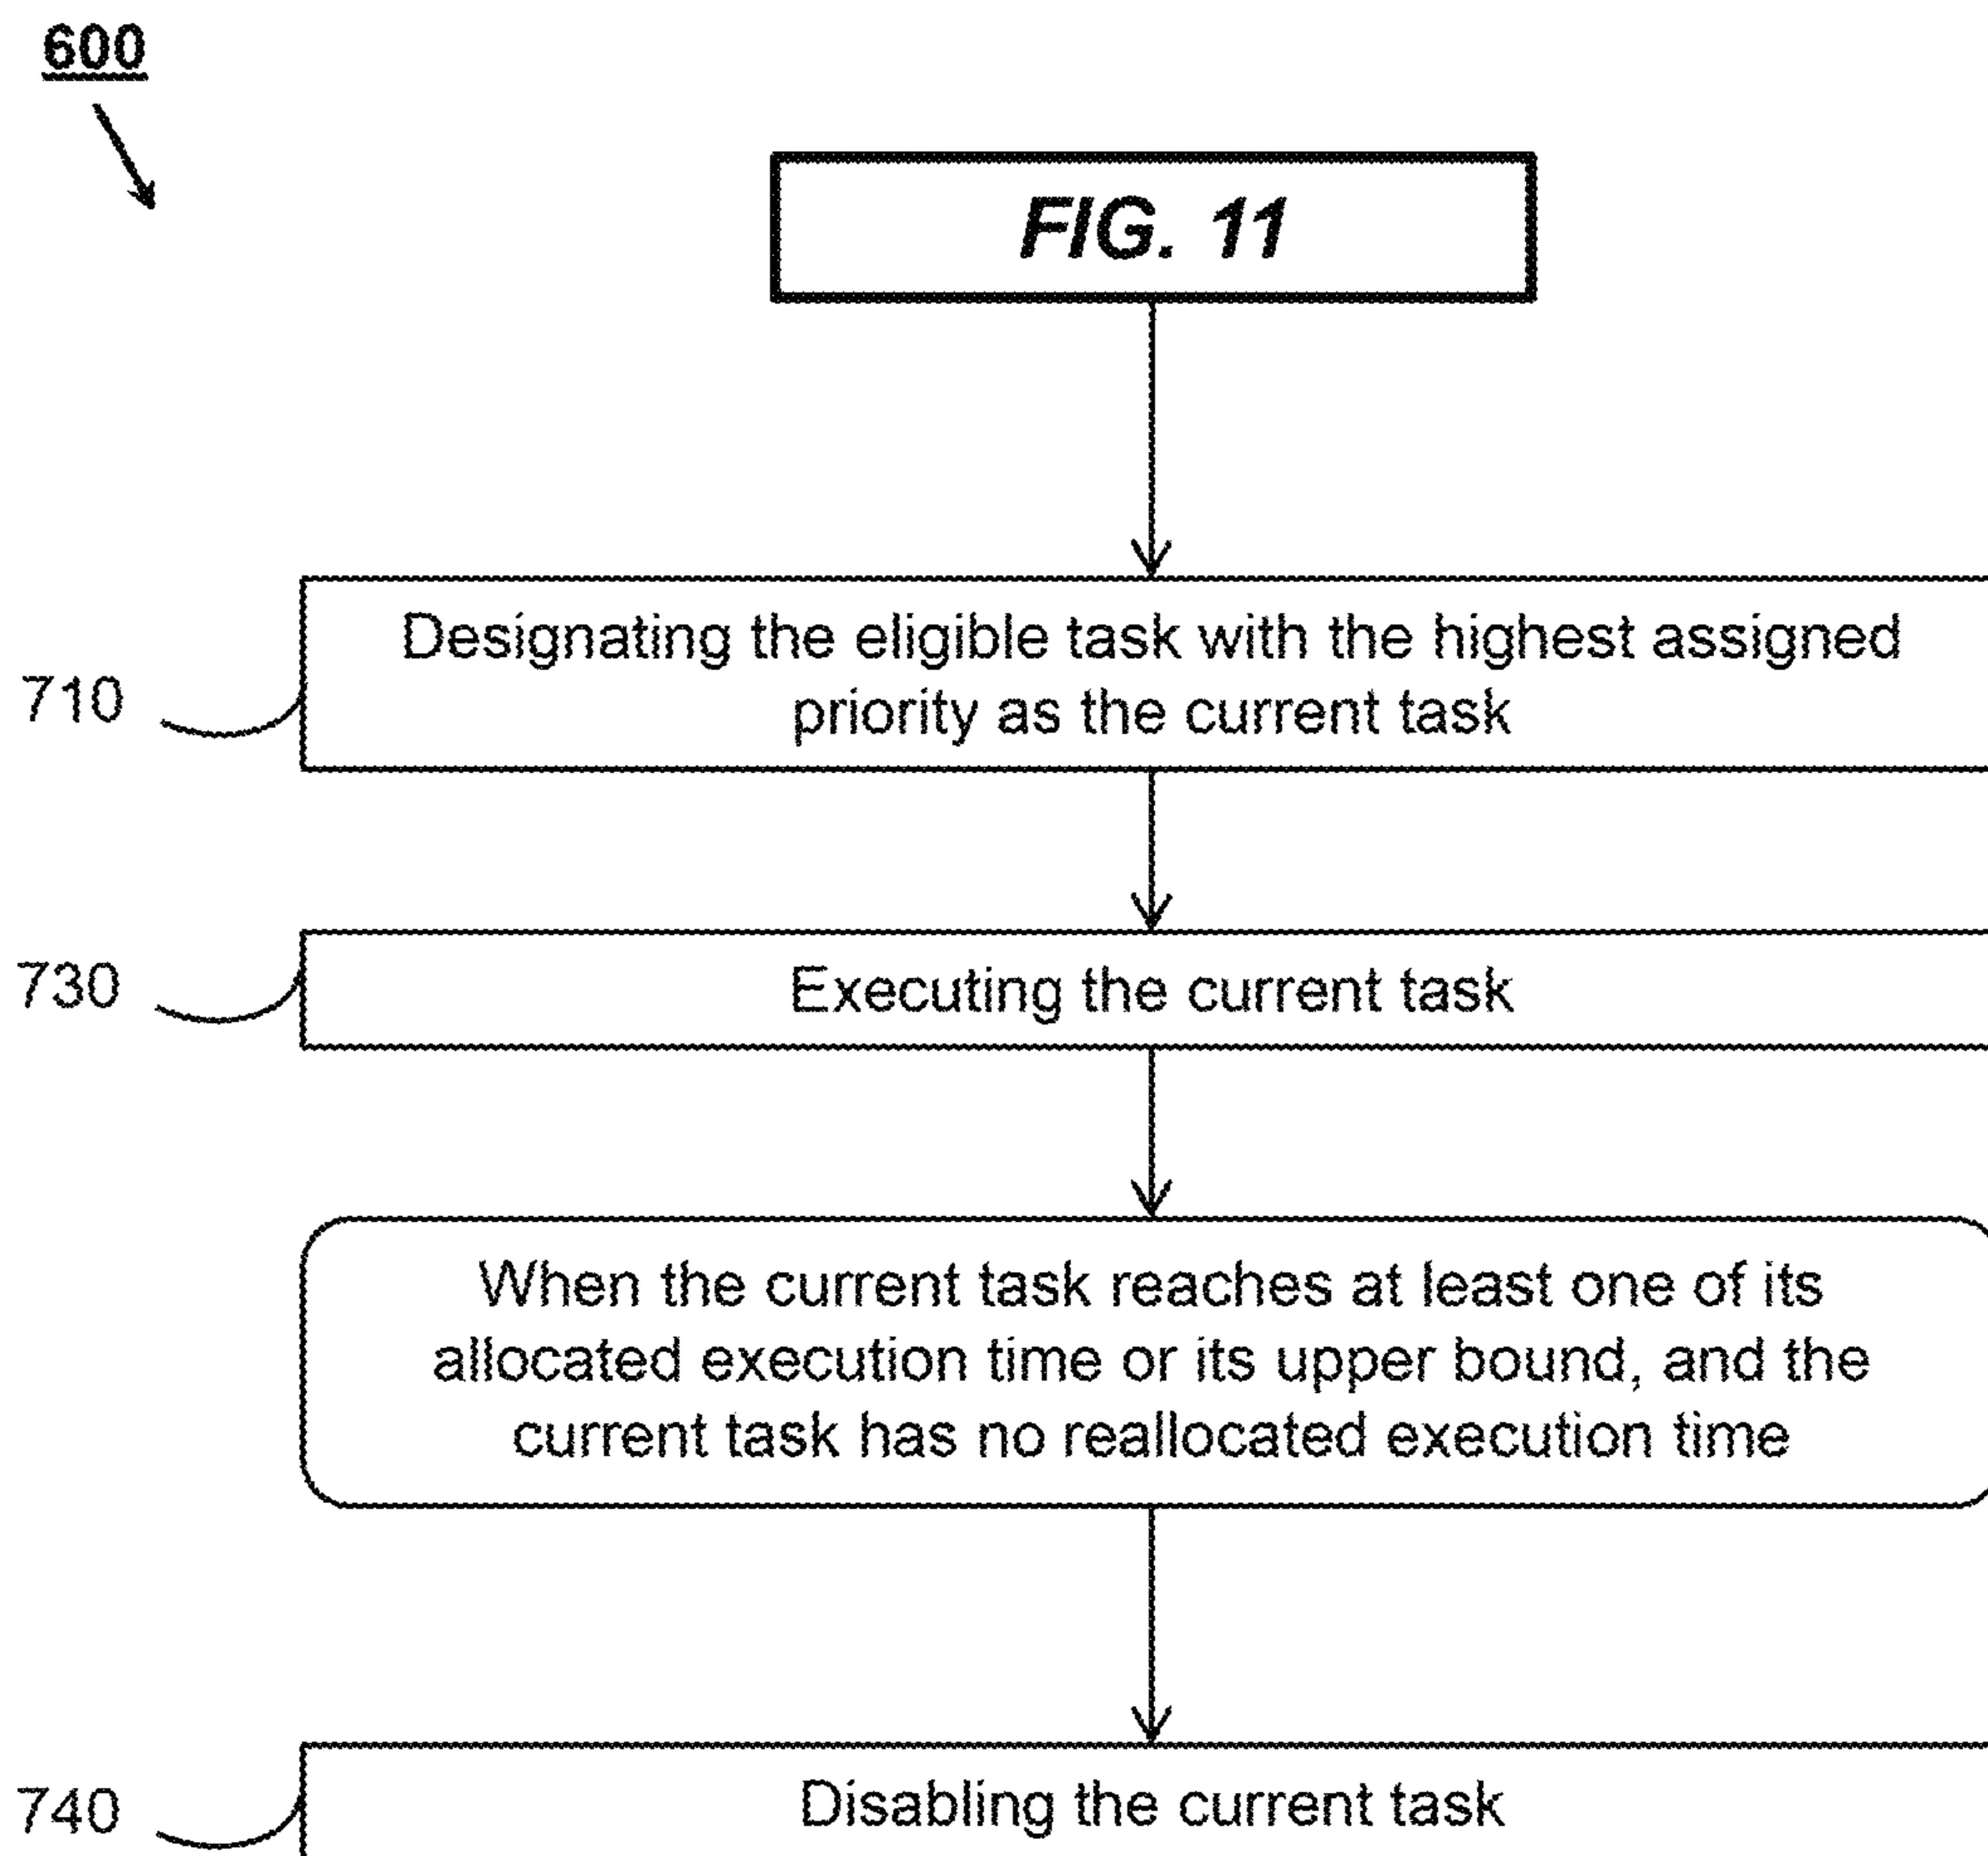 600
FIG. 11
Designating the eligible task with the highest assigned
priority as the current task
710
730
Executing the current task
When the current task reaches at least one of its
allocated execution time or its upper bound, and the
current task has no reallocated execution time
740
Disabling the current task